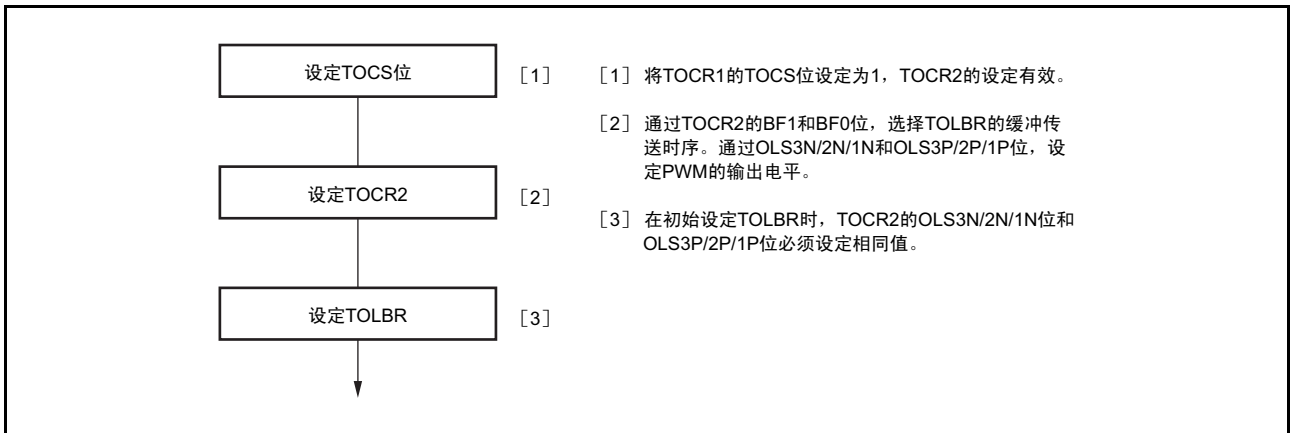 设定TOCS位
[1]
[1] 将TOCR1的TOCS位设定为1，TOCR2的设定有效。
[2] 通过TOCR2的BF1和BF0位，选择TOLBR的缓冲传
送时序。通过OLS3N/2N/1N和OLS3P/2P/1P位，设
定PWM的输出电平。
设定TOCR2
[2]
[3] 在初始设定TOLBR时，TOCR2的OLS3N/2N/1N位和
OLS3P/2P/1P位必须设定相同值。
设定TOLBR
[3]